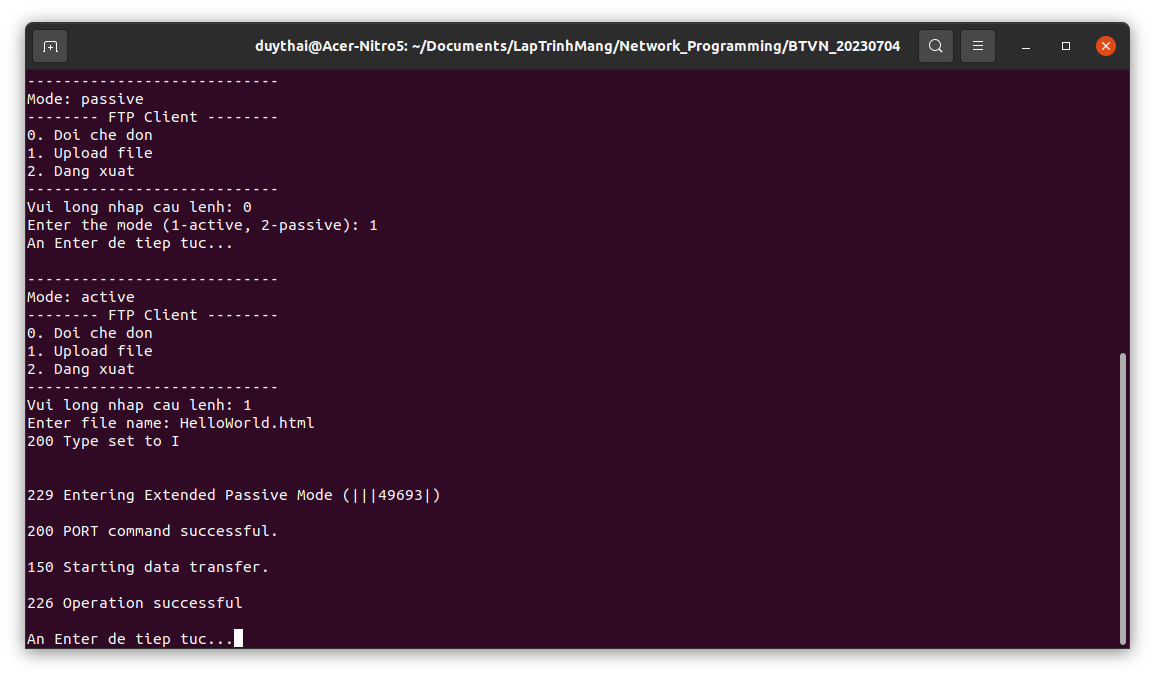 duythai@Acer-Nitro5: ~/Documents/LapTrinhMang/Network_Programming/BTVN_20230704
----------------------------
Mode: passive
-------- FTP Client --------
0. Doi che don
1. Upload file
2. Dang xuat
----------------------------
Vui long nhap cau lenh: 0
Enter the mode (1-active, 2-passive): 1
An Enter de tiep tuc...
----------------------------
Mode: active
-------- FTP Client --------
0. Doi che don
1. Upload file
2. Dang xuat
----------------------------
Vui long nhap cau lenh: 1
Enter file name: HelloWorld.html
200 Type set to I
229 Entering Extended Passive Mode (|||49693|)
200 PORT command successful.
150 Starting data transfer.
226 Operation successful
An Enter de tiep tuc...